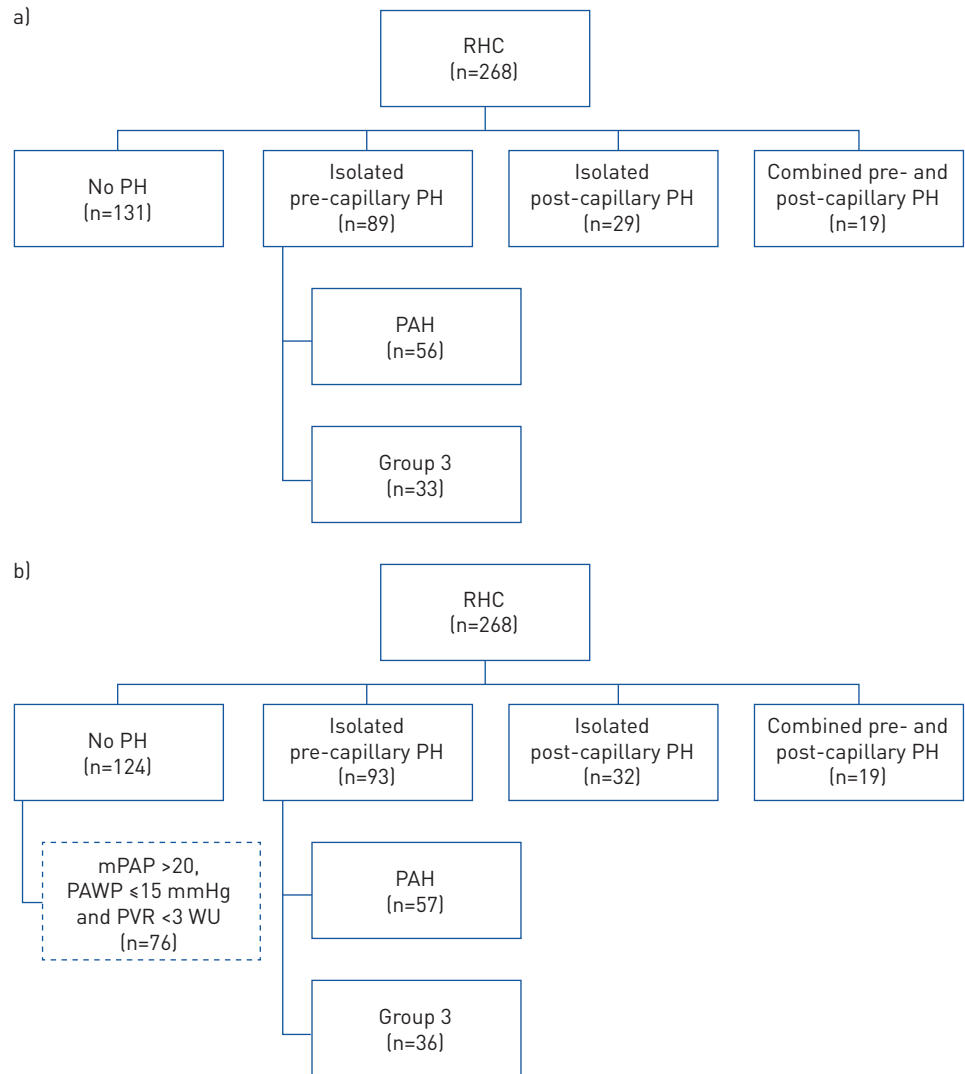 a)
RHC
(n=268)
No PH
(n=131)
Isolated
pre-capillary PH
(n=89)
Isolated
post-capillary PH
(n=29)
Combined pre- and
post-capillary PH
(n=19)
PAH
(n=56)
Group 3
(n=33)
b)
RHC
(n=268)
No PH
(n=124)
Isolated
pre-capillary PH
(n=93)
Isolated
post-capillary PH
(n=32)
Combined pre- and
post-capillary PH
(n=19)
mPAP >20,
PAWP ⩽15 mmHg
and PVR <3 WU
(n=76)
PAH
(n=57)
Group 3
(n=36)